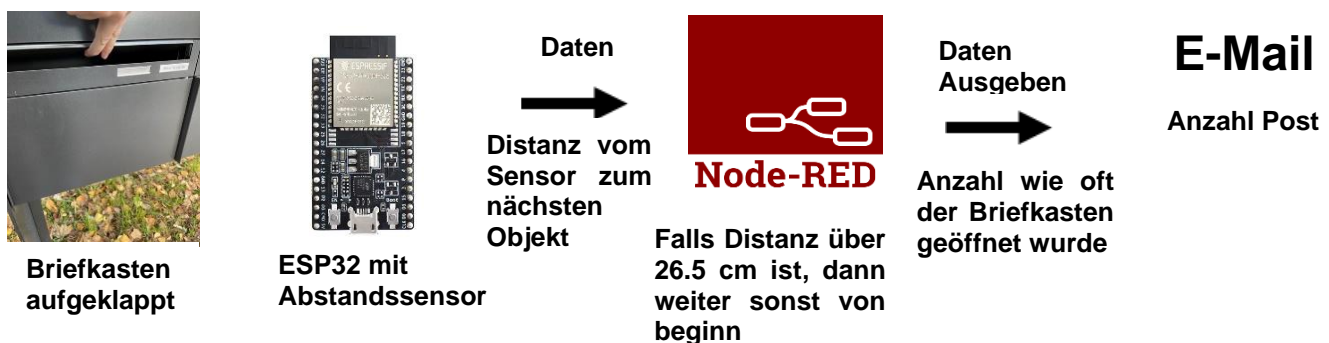 Briefkasten
aufgeklappt
ESPRESSIF
ESP32 mit
Abstandssensor
Daten
Distanz vom
Sensor zum
nächsten
Objekt
Node-RED
Falls Distanz über
26.5 cm ist, dann
weiter sonst von
beginn
Daten
Ausgeben
Anzahl wie oft
der Briefkasten
geöffnet wurde
E-Mail
Anzahl Post